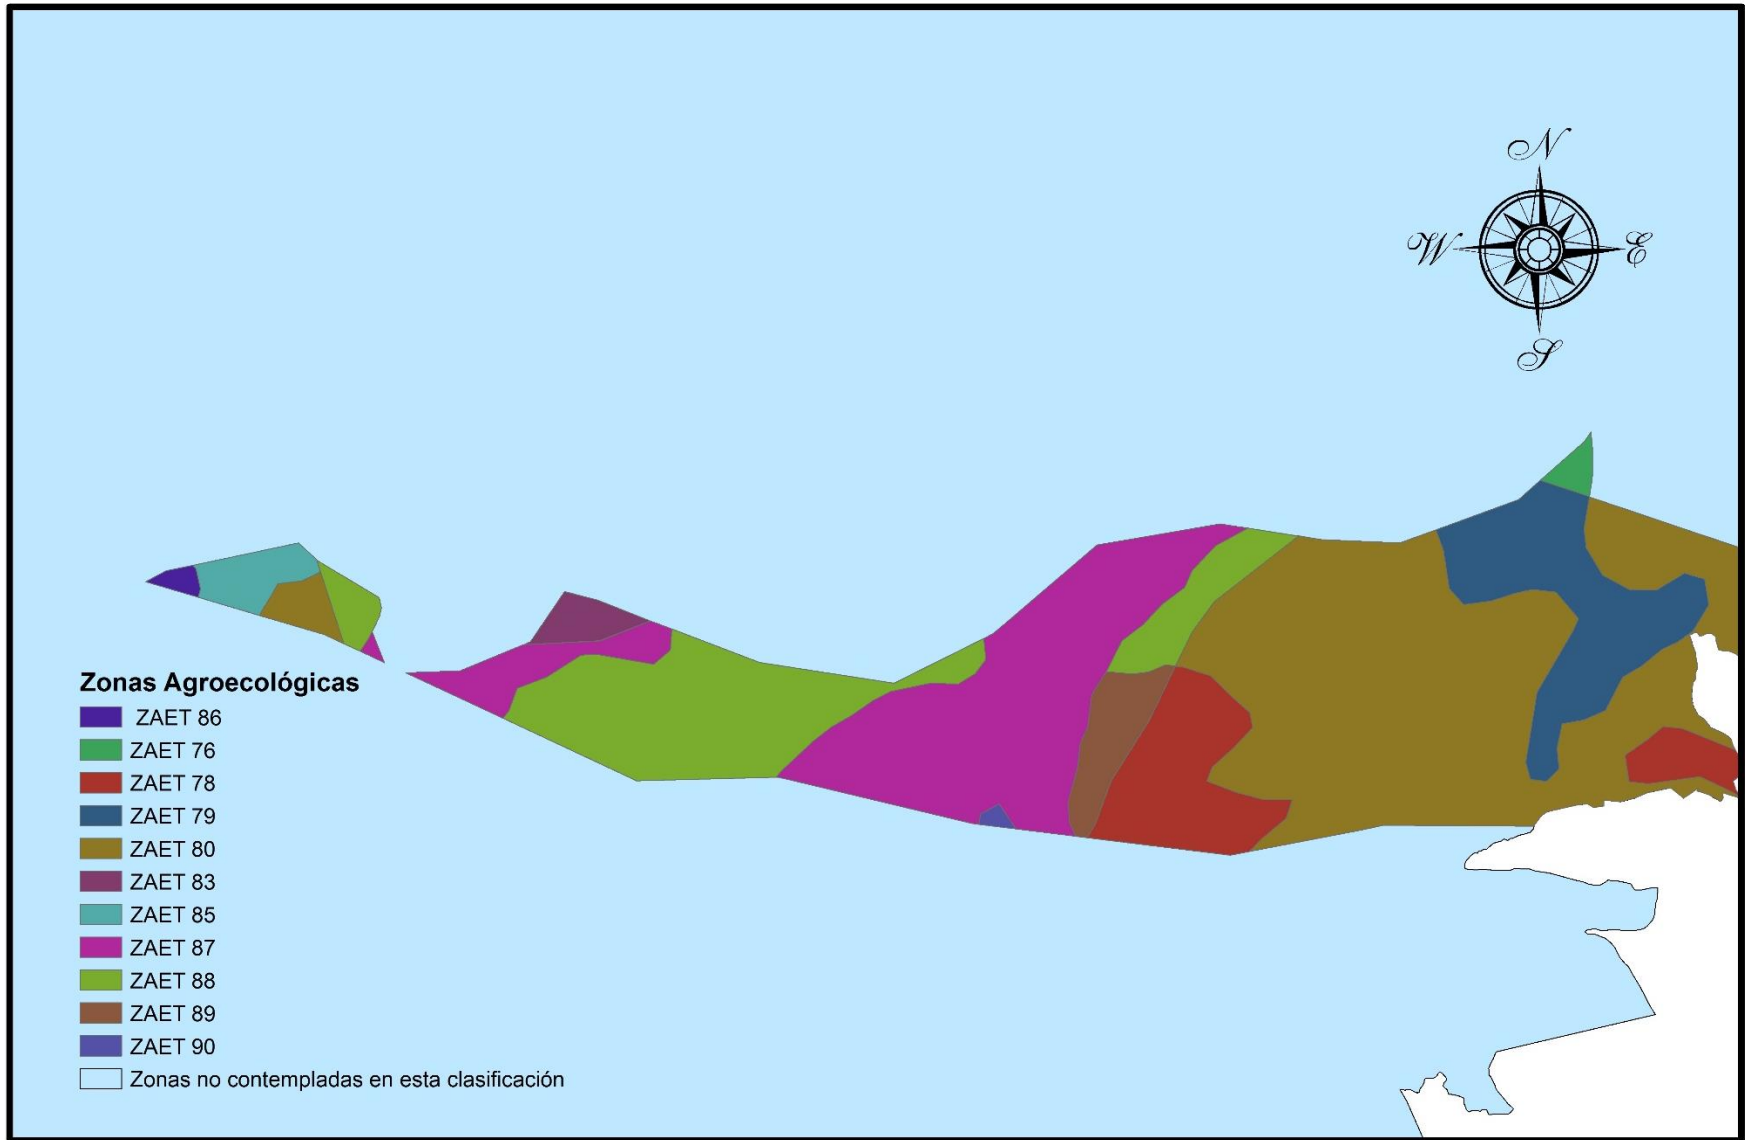 N
W
E
S
Zonas Agroecológicas
ZAET 86
ZAET 76
ZAET 78
ZAET 79
ZAET 80
ZAET 83
ZAET 85
ZAET 87
ZAET 88
ZAET 89
ZAET 90
Zonas no contempladas en esta clasificación